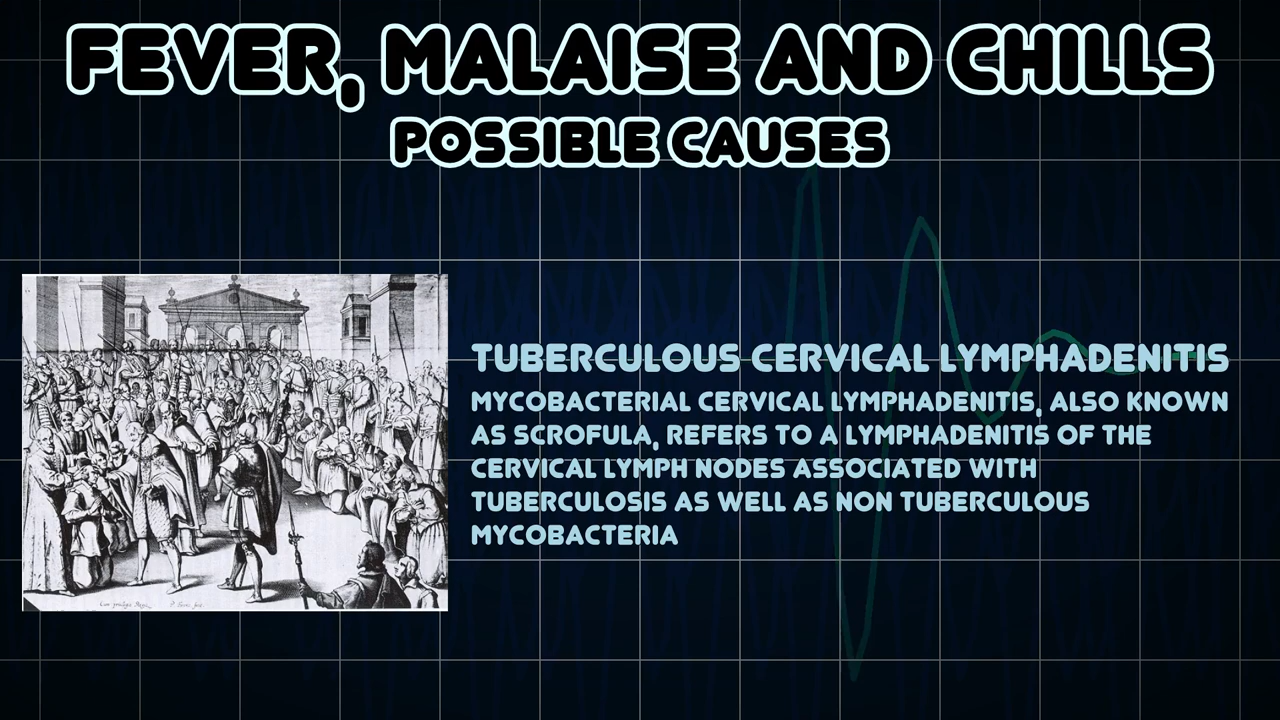 FEVER, MALAISE AND CHILLS
POSSIBLE CAUSES
TUBERCULOUS CERVICAL LYMPHADENITIS
MYCOBACTERIAL CERVICAL LYMPHADENITIS, ALSO KNOWN
AS SCROFULA, REFERS TO A LYMPHADENITIS OF THE
CERVICAL LYMPH NODES ASSOCIATED WITH
TUBERCULOSIS AS WELL AS NON TUBERCULOUS
MYCOBACTERIA